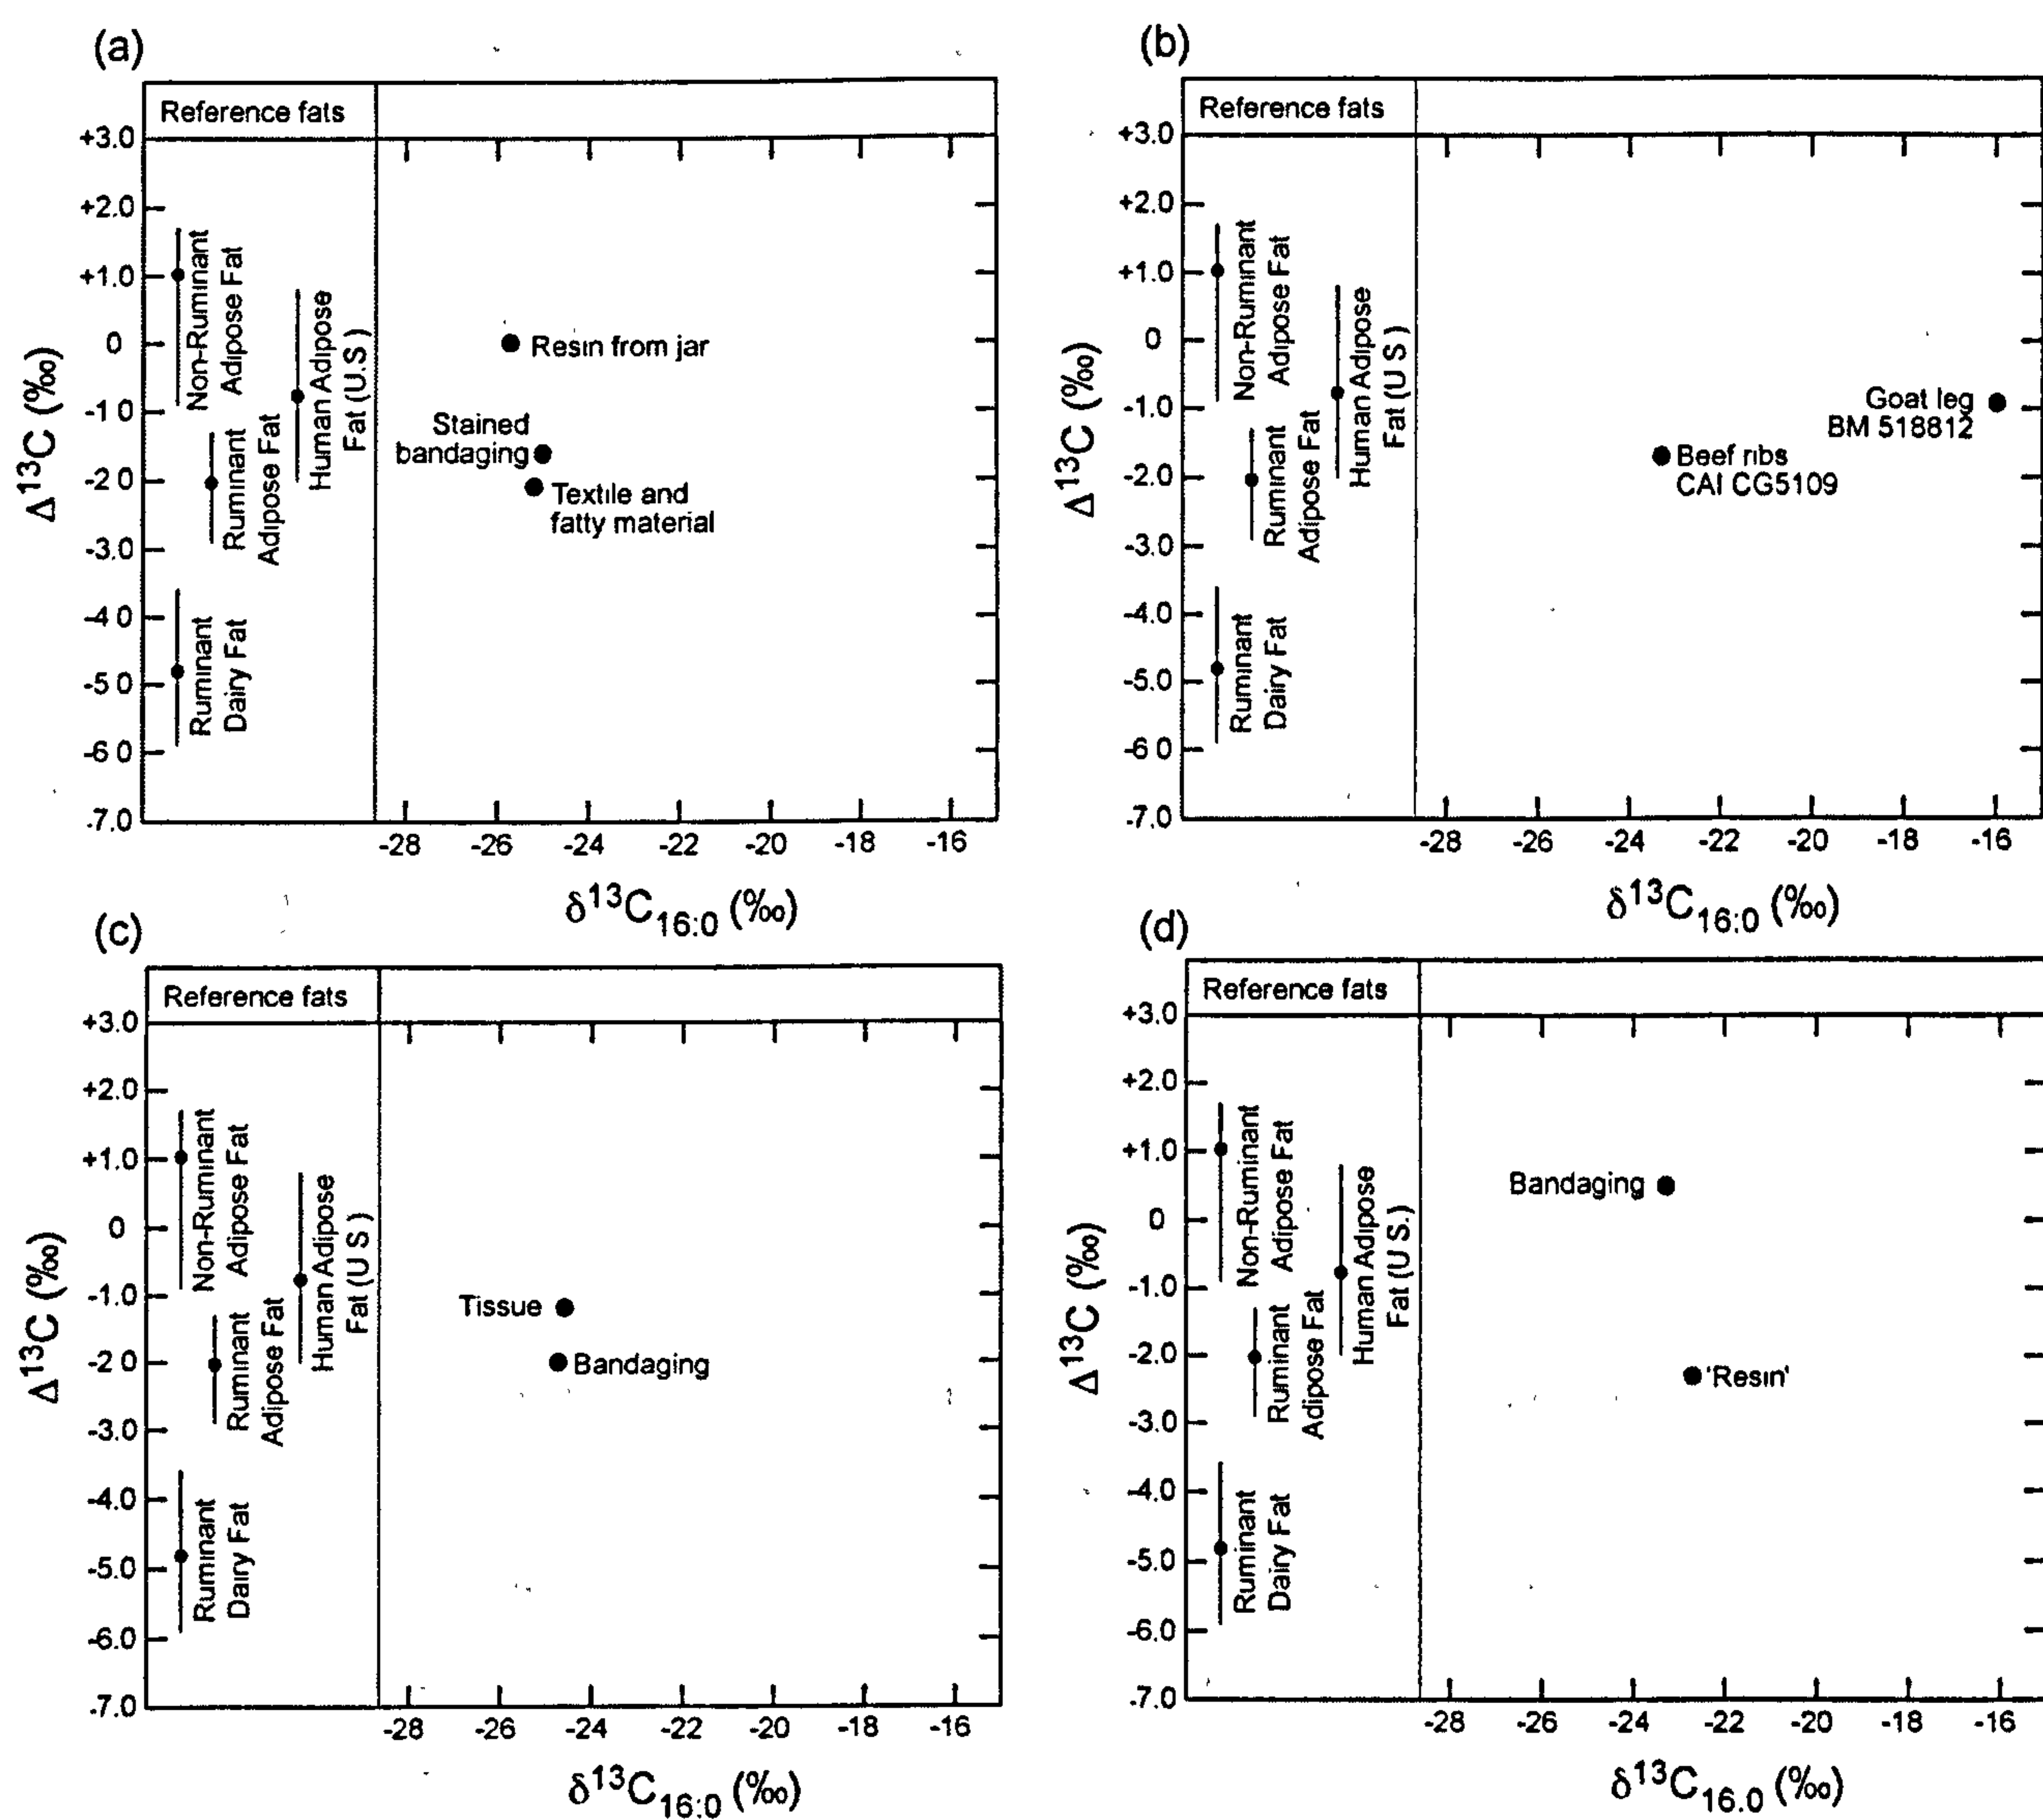 (a)
Reference fats
+3.0
+2.0
+1.0
0
-1 0
-2 0
-3.0
-4 0
-5 0
-6 0
-7.0
Δ13C (‰)
Non-Ruminant
Adipose Fat
Ruminant
Adipose Fat
Human Adipose
Fat (U.S )
Ruminant
Dairy Fat
Resin from jar
Stained
bandaging
Textile and
fatty material
-28 -26 -24 -22 -20 -18 -16
δ13C16:0 (‰)
(b)
Reference fats
+3.0
+2.0
+1.0
0
-1.0
-2.0
-3.0
-4.0
-5.0
-6 0
-7.0
Δ13C (‰)
Non-Ruminant
Adipose Fat
Ruminant
Adipose Fat
Human Adipose
Fat (U S )
Ruminant
Dairy Fat
Goat leg
BM 518812
Beef ribs
CAI CG5109
-28 -26 -24 -22 -20 -18 -16
δ13C16:0 (‰)
(c)
Reference fats
+3.0
+2.0
+1.0
0
-1.0
-2 0
-3.0
-4.0
-5.0
-6.0
-7.0
Δ13C (‰)
Non-Ruminant
Adipose Fat
Ruminant
Adipose Fat
Human Adipose
Fat (U S )
Ruminant
Dairy Fat
Tissue
Bandaging
-28 -26 -24 -22 -20 -18 -16
δ13C16:0 (‰)
(d)
Reference fats
+3.0
+2.0
+1.0
0
-1.0
-2.0
-3.0
-4.0
-5.0
-6.0
-7.0
Δ13C (‰)
Non-Ruminant
Adipose Fat
Ruminant
Adipose Fat
Human Adipose
Fat (U S.)
Ruminant
Dairy Fat
Bandaging
'Resin'
-28 -26 -24 -22 -20 -18 -16
δ13C16.0 (‰)